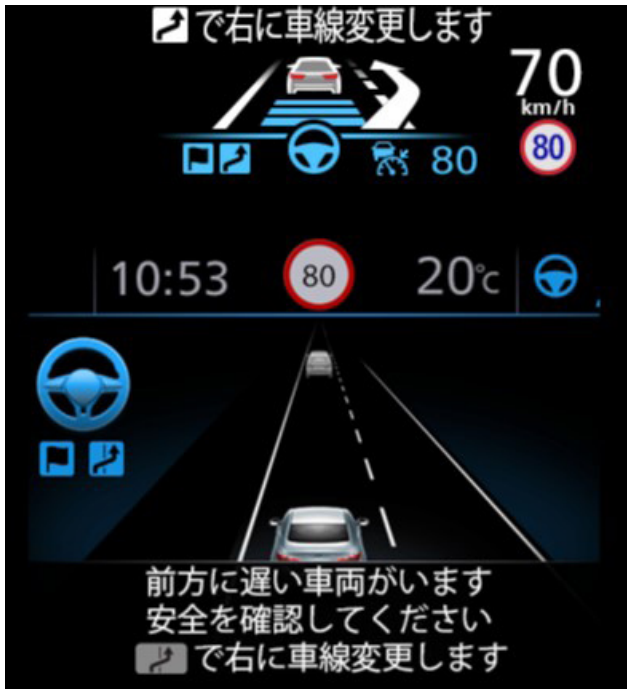 で右に車線変更します
70
km/h
80
80
10:53
80
20℃
前方に遅い車両がいます
安全を確認してください
で右に車線変更します